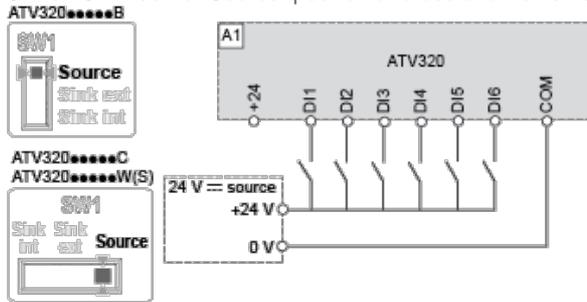 ATV320●●●●●B
SW1
Source
Sink ext
Sink int
ATV320●●●●●C
ATV320●●●●●W(S)
SW1
Sink int
Sink ext
Source
A1
ATV320
+24
DI1
DI2
DI3
DI4
DI5
DI6
COM
24 V ⎓ source
+24 V
0 V